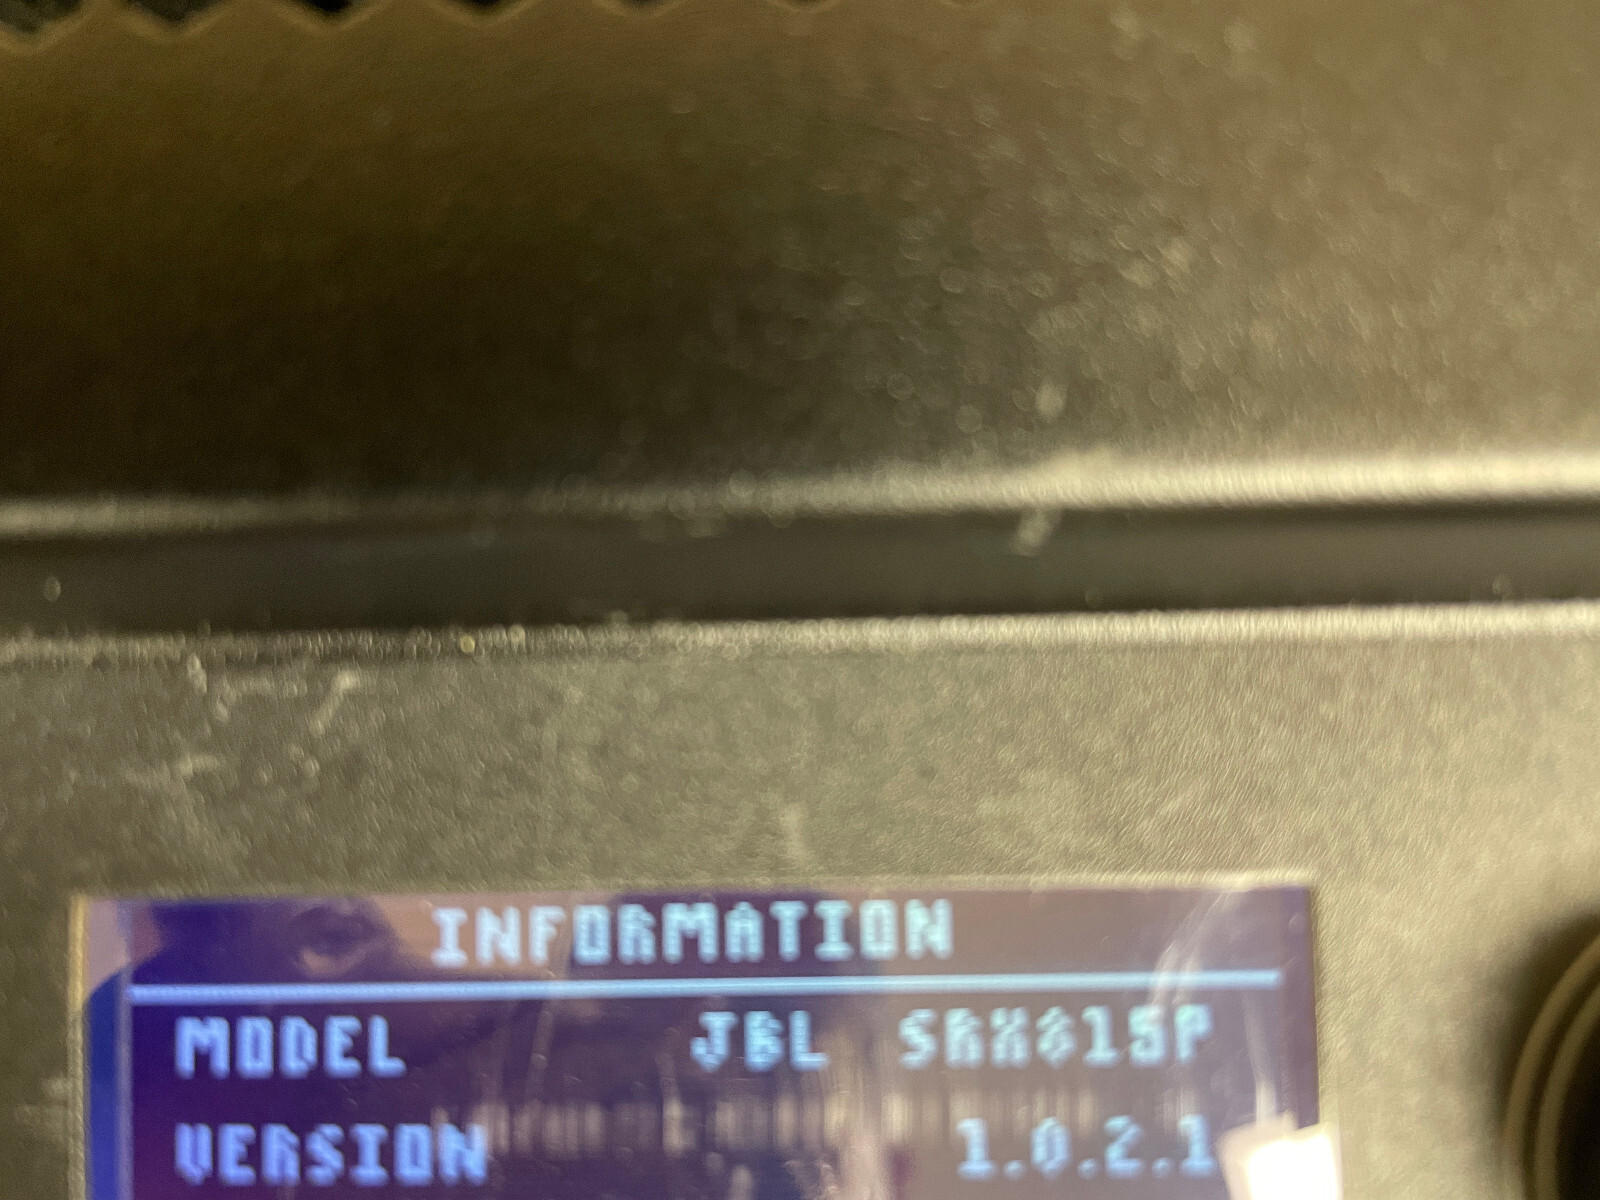 INFORMATION
MODEL JBL SRX815P
VERSION 1.0.2.1